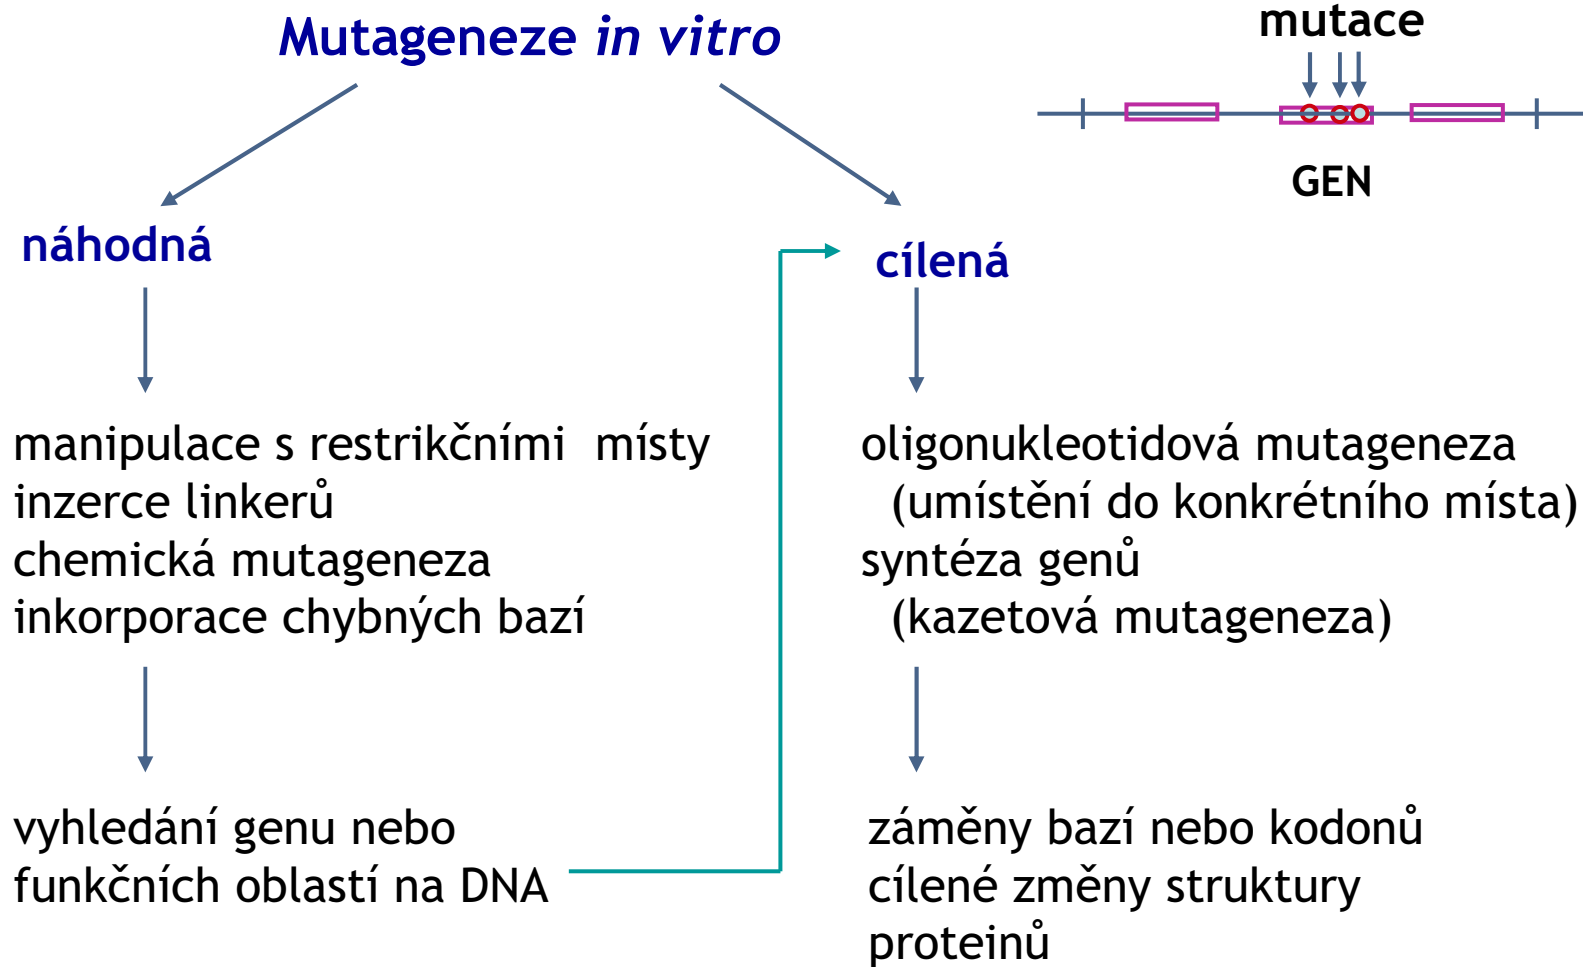 Mutageneze in vitro
mutace
GEN
náhodná
cílená
manipulace s restrikčními místy
inzerce linkerů
chemická mutageneza
inkorporace chybných bazí
oligonukleotidová mutageneza
(umístění do konkrétního místa)
syntéza genů
(kazetová mutageneza)
vyhledání genu nebo
funkčních oblastí na DNA
záměny bazí nebo kodonů
cílené změny struktury
proteinů